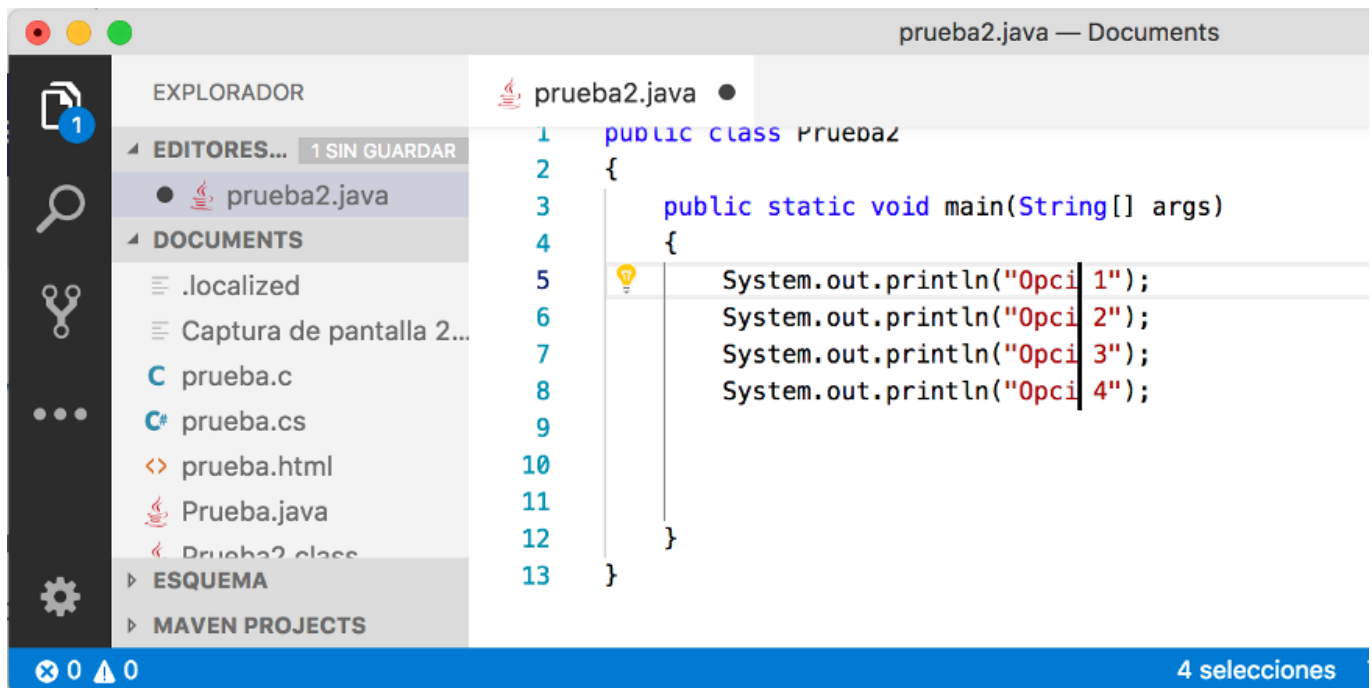 prueba2.java — Documents
EXPLORADOR
EDITORES... 1 SIN GUARDAR
prueba2.java
DOCUMENTS
.localized
Captura de pantalla 2...
C prueba.c
C# prueba.cs
<> prueba.html
Prueba.java
Prueba2.class
ESQUEMA
MAVEN PROJECTS
1
prueba2.java
1 public class Prueba2
2 {
3 public static void main(String[] args)
4 {
5 System.out.println("Opci 1");
6 System.out.println("Opci 2");
7 System.out.println("Opci 3");
8 System.out.println("Opci 4");
9
10
11
12 }
13 }
0 0
4 selecciones